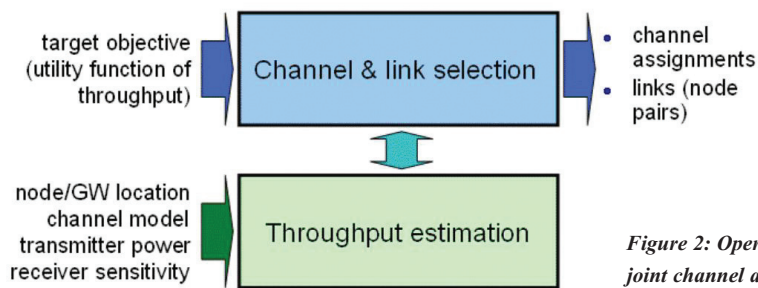 target objective
(utility function of
throughput)
Channel & link selection
• channel
assignments
• links (node
pairs)
node/GW location
channel model
transmitter power
receiver sensitivity
Throughput estimation
Figure 2: Oper
joint channel a